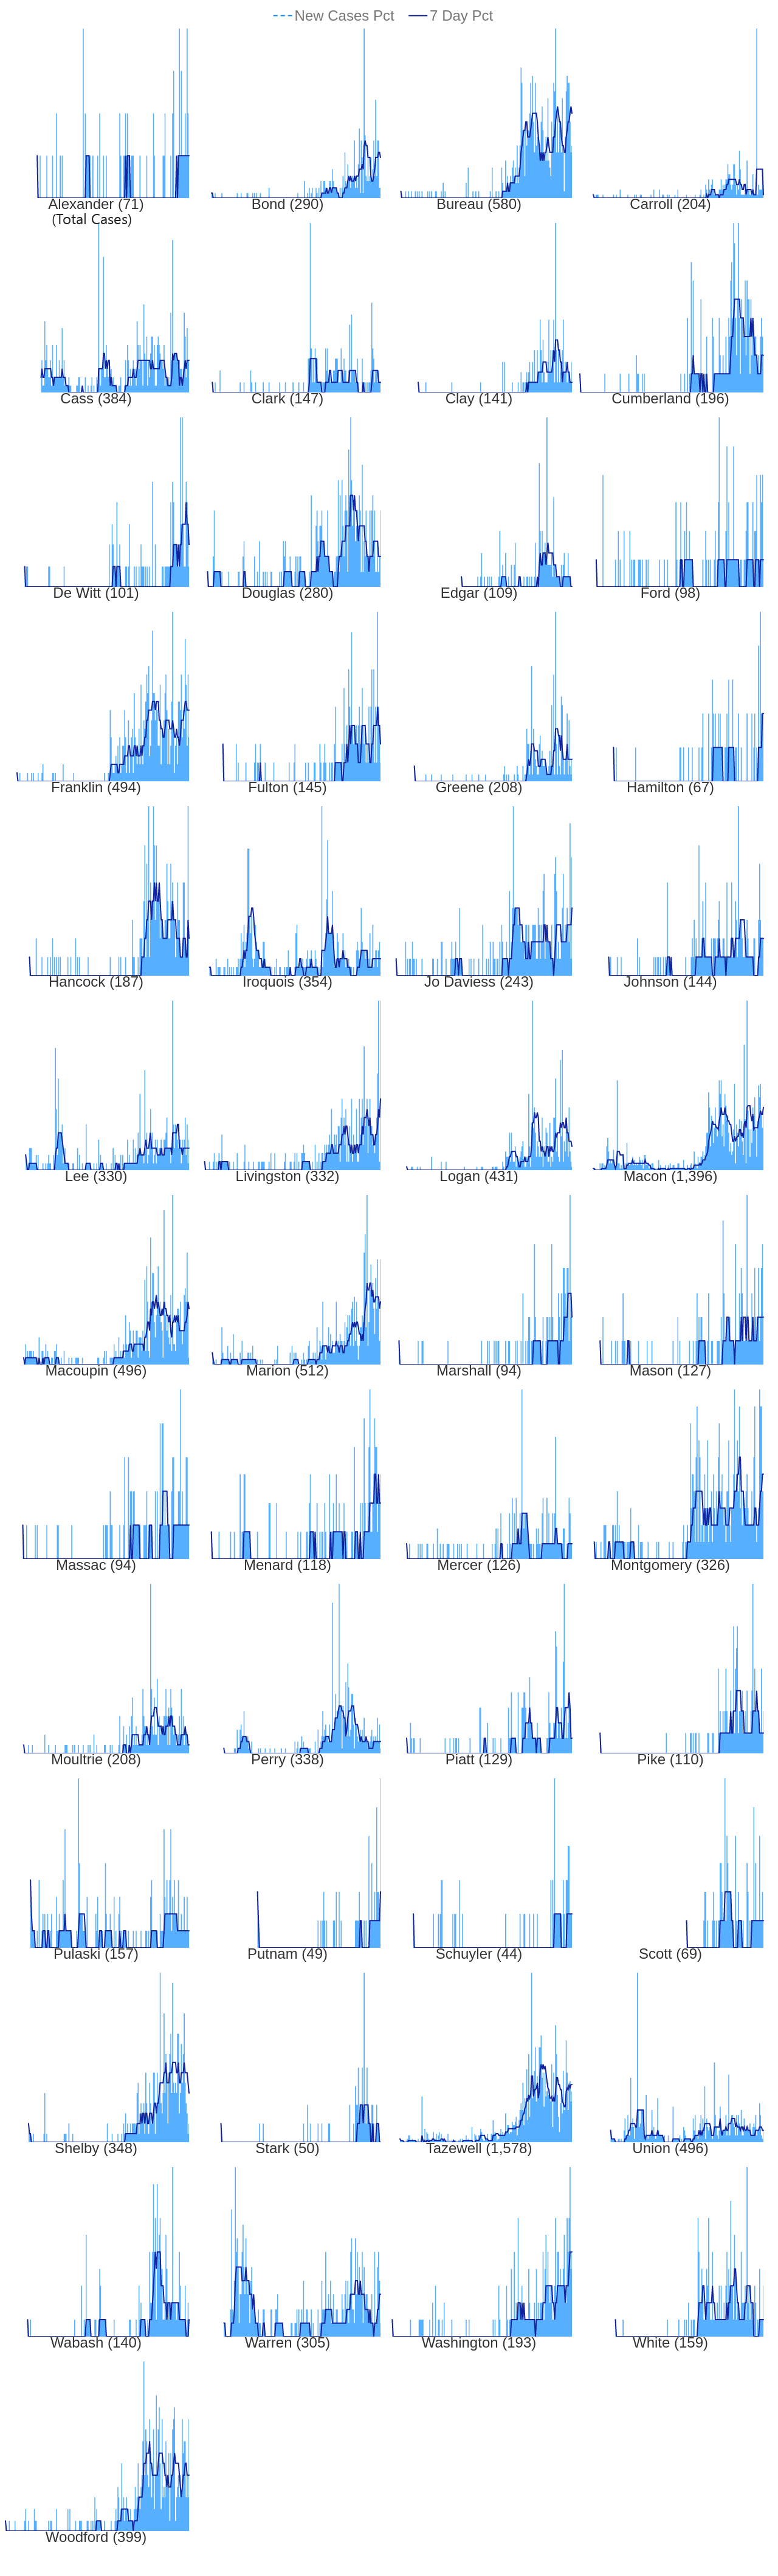 New Cases Pct 7 Day Pct
Alexander (71) Bond (290) Bureau (580) Carroll (204)
(Total Cases)
Cass (384) Clark (147) Clay (141) Cumberland (196)
De Witt (101) Douglas (280) Edgar (109) Ford (98)
Franklin (494) Fulton (145) Greene (208) Hamilton (67)
Hancock (187) Iroquois (354) Jo Daviess (243) Johnson (144)
Lee (330) Livingston (332) Logan (431) Macon (1,396)
Macoupin (496) Marion (512) Marshall (94) Mason (127)
Massac (94) Menard (118) Mercer (126) Montgomery (326)
Moultrie (208) Perry (338) Piatt (129) Pike (110)
Pulaski (157) Putnam (49) Schuyler (44) Scott (69)
Shelby (348) Stark (50) Tazewell (1,578) Union (496)
Wabash (140) Warren (305) Washington (193) White (159)
Woodford (399)